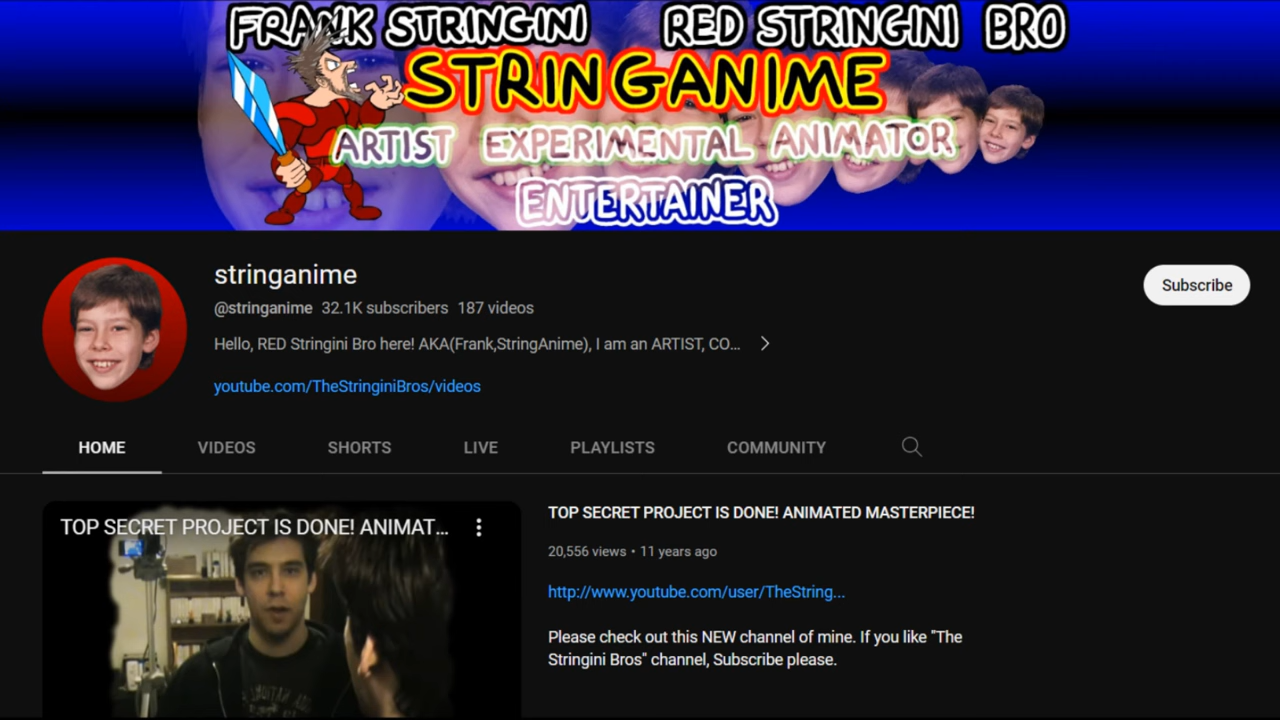 FRANK STRINGINI RED STRINGINI BRO
STRINGANIME
ARTIST EXPERIMENTAL ANIMATOR
ENTERTAINER
stringanime
@stringanime 32.1K subscribers 187 videos
Hello, RED Stringini Bro here! AKA(Frank,StringAnime), I am an ARTIST, CO...
youtube.com/TheStringiniBros/videos
Subscribe
HOME VIDEOS SHORTS LIVE PLAYLISTS COMMUNITY
TOP SECRET PROJECT IS DONE! ANIMAT...
TOP SECRET PROJECT IS DONE! ANIMATED MASTERPIECE!
20,556 views • 11 years ago
http://www.youtube.com/user/TheString...
Please check out this NEW channel of mine. If you like "The
Stringini Bros" channel, Subscribe please.